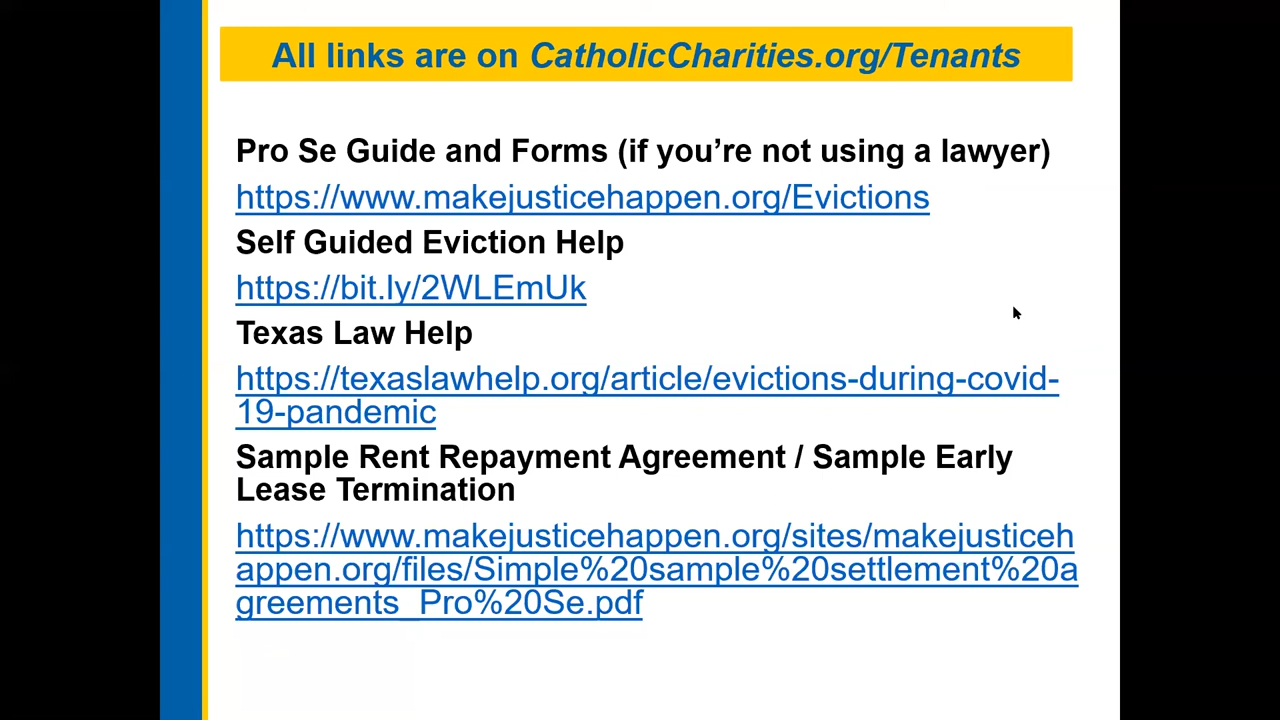 All links are on CatholicCharities.org/Tenants
Pro Se Guide and Forms (if you’re not using a lawyer)
https://www.makejusticehappen.org/Evictions
Self Guided Eviction Help
https://bit.ly/2WLEmUk
Texas Law Help
https://texaslawhelp.org/article/evictions-during-covid-
19-pandemic
Sample Rent Repayment Agreement / Sample Early
Lease Termination
https://www.makejusticehappen.org/sites/makejusticeh
appen.org/files/Simple%20sample%20settlement%20a
greements_Pro%20Se.pdf